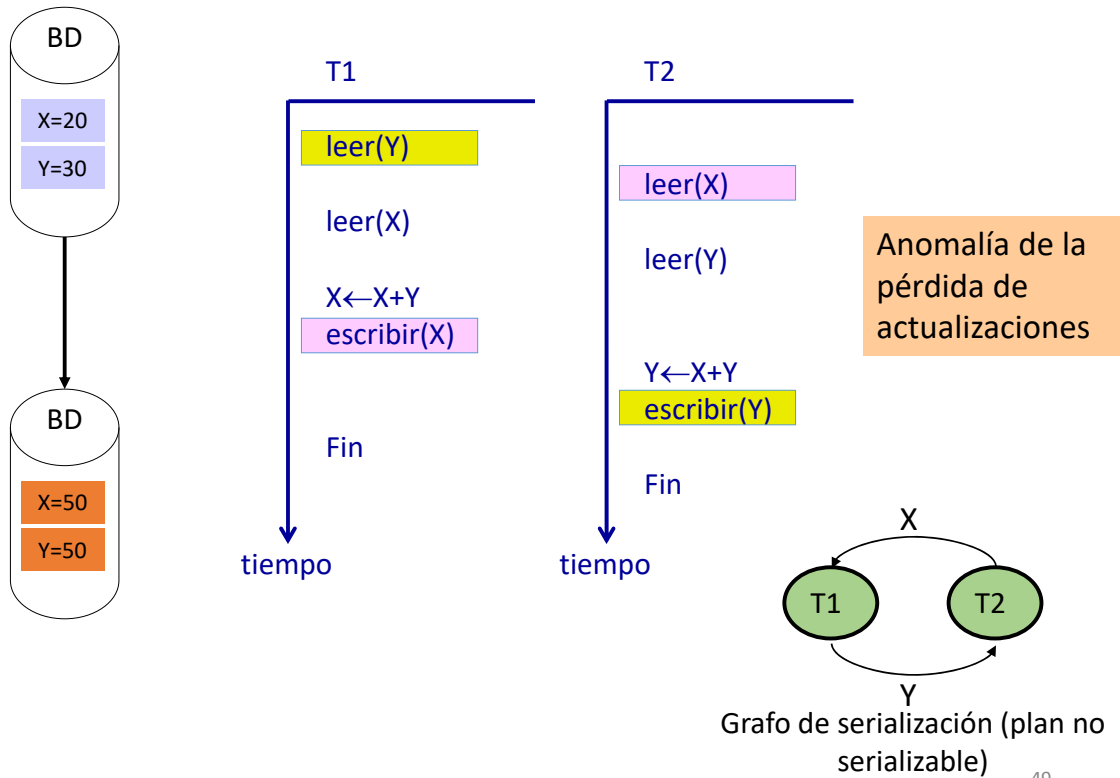 BD
X=20
Y=30
BD
X=50
Y=50
T1
leer(Y)
leer(X)
X←X+Y
escribir(X)
Fin
tiempo
T2
leer(X)
leer(Y)
Y←X+Y
escribir(Y)
Fin
tiempo
Anomalía de la
pérdida de
actualizaciones
X
T1
T2
Y
Grafo de serialización (plan no
serializable)
49